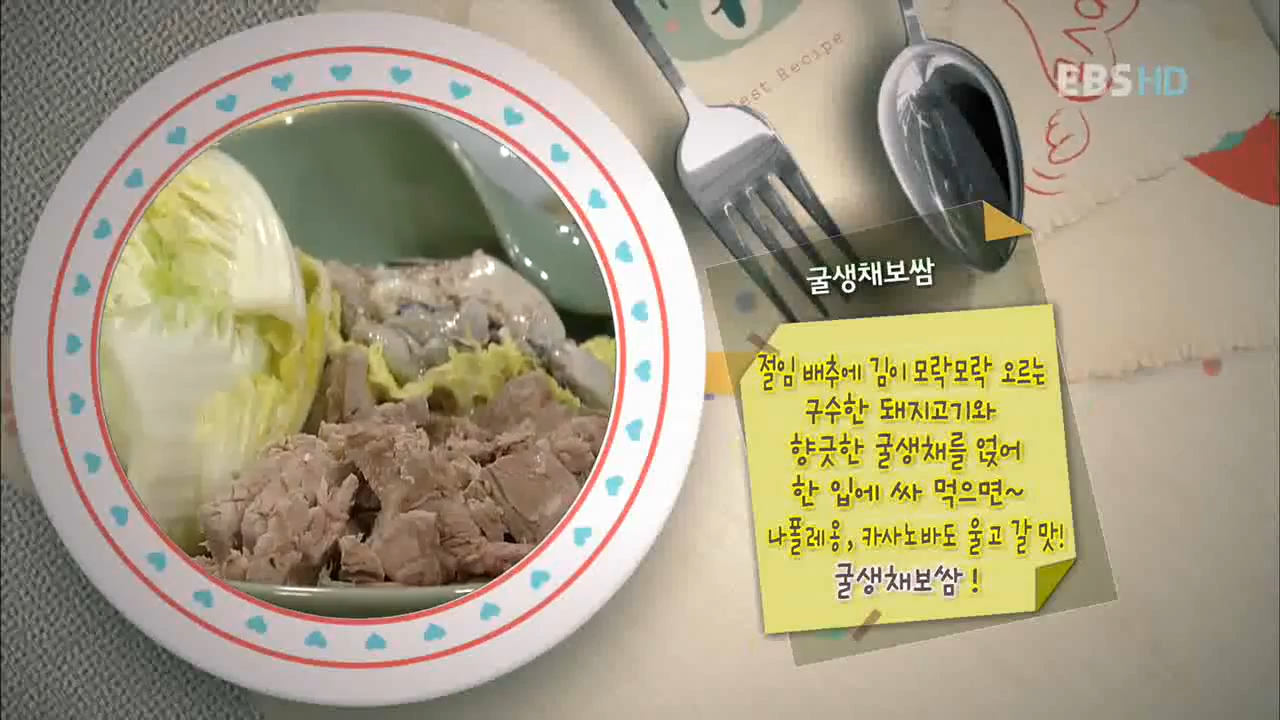 EBS HD
est Recipe
굴생채보쌈
절임 배추에 김이 모락모락 오르는
구수한 돼지고기와
향긋한 굴생채를 얹어
한 입에 싸 먹으면~
나폴레옹, 카사노바도 울고 갈 맛!
굴생채보쌈!